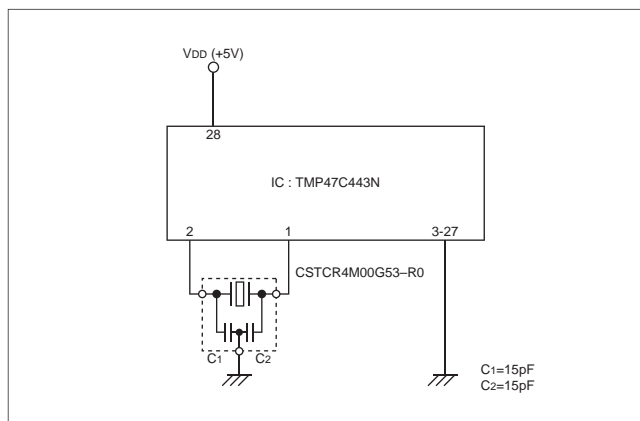 VDD (+5V)
28
IC : TMP47C443N
2 1 3-27
CSTCR4M00G53–R0
C1 C2
C1=15pF
C2=15pF